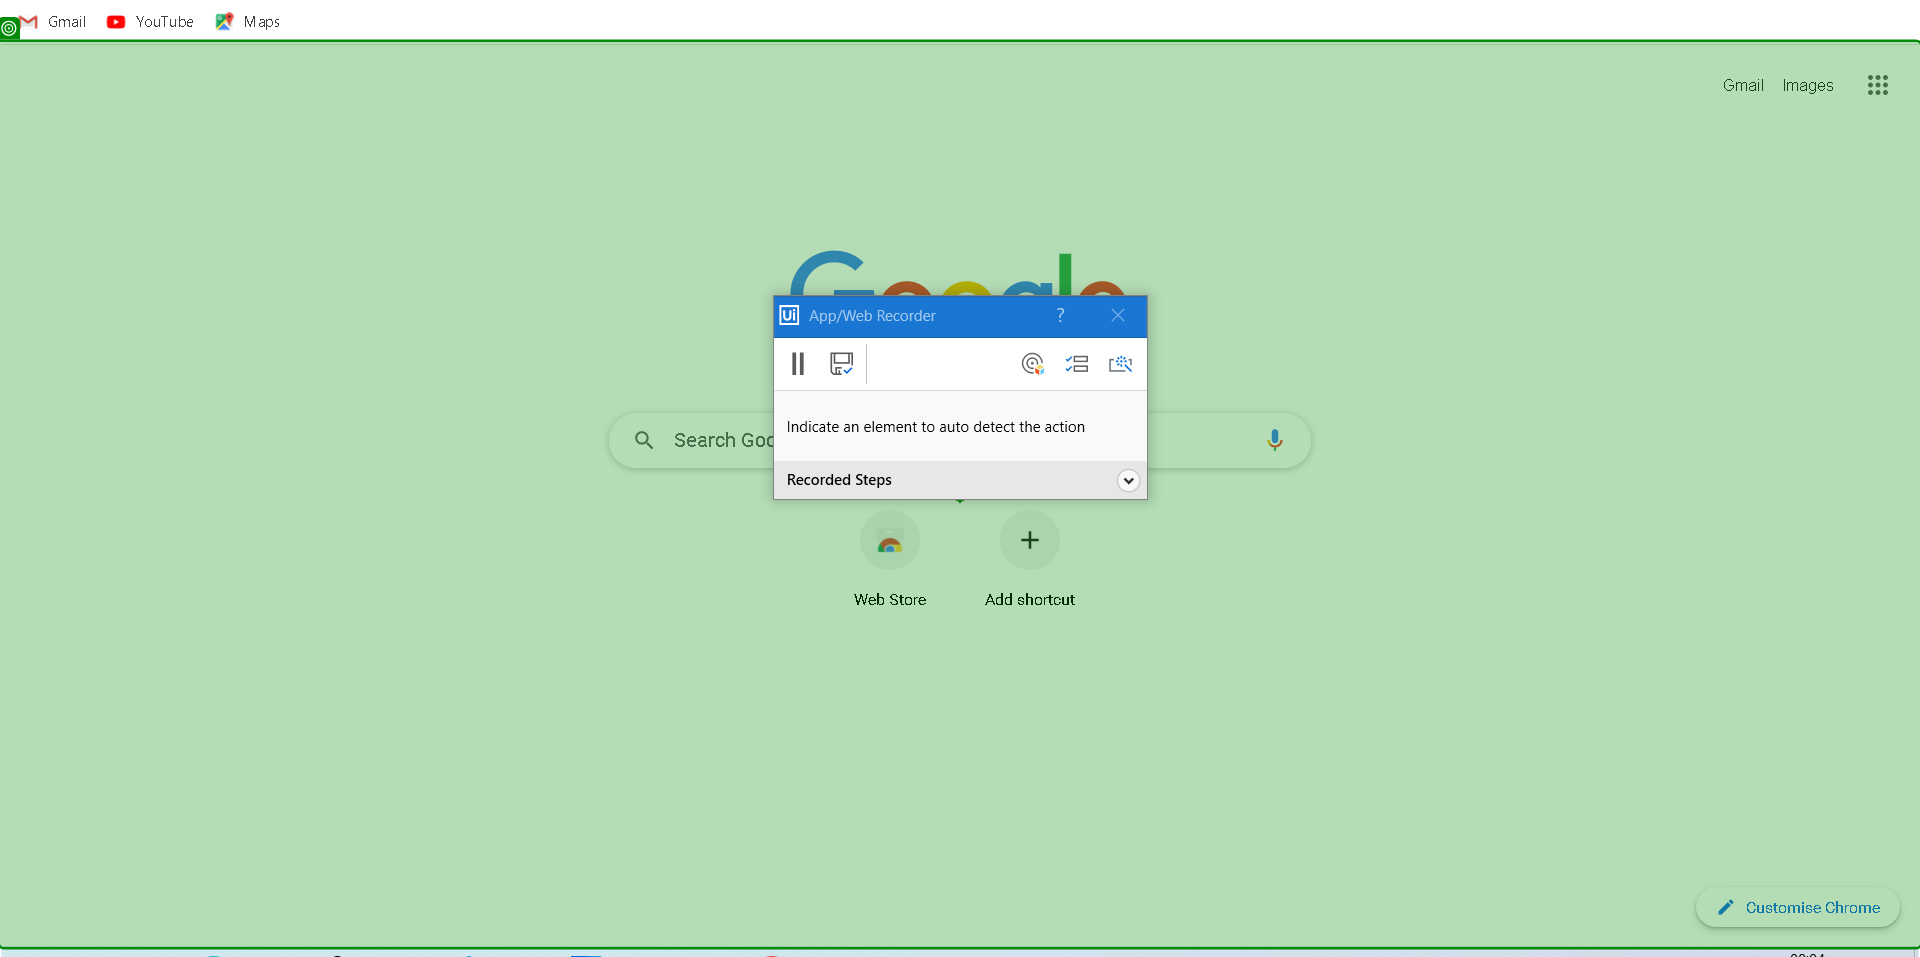 Gmail YouTube Maps
Gmail Images
Ui App/Web Recorder ?
Indicate an element to auto detect the action
Search Goo
Recorded Steps
Web Store Add shortcut
Customise Chrome